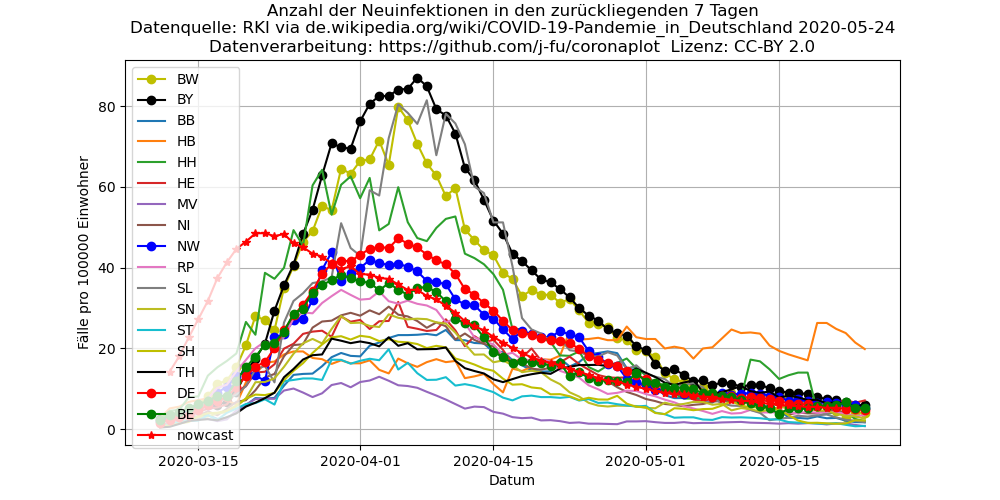 Anzahl der Neuinfektionen in den zurückliegenden 7 Tagen
Datenquelle: RKI via de.wikipedia.org/wiki/COVID-19-Pandemie_in_Deutschland 2020-05-24
Datenverarbeitung: https://github.com/j-fu/coronaplot  Lizenz: CC-BY 2.0
Fälle pro 100000 Einwohner
80
60
40
20
0
BW
BY
BB
HB
HH
HE
MV
NI
NW
RP
SL
SN
ST
SH
TH
DE
BE
nowcast
2020-03-15 2020-04-01 2020-04-15 2020-05-01 2020-05-15
Datum